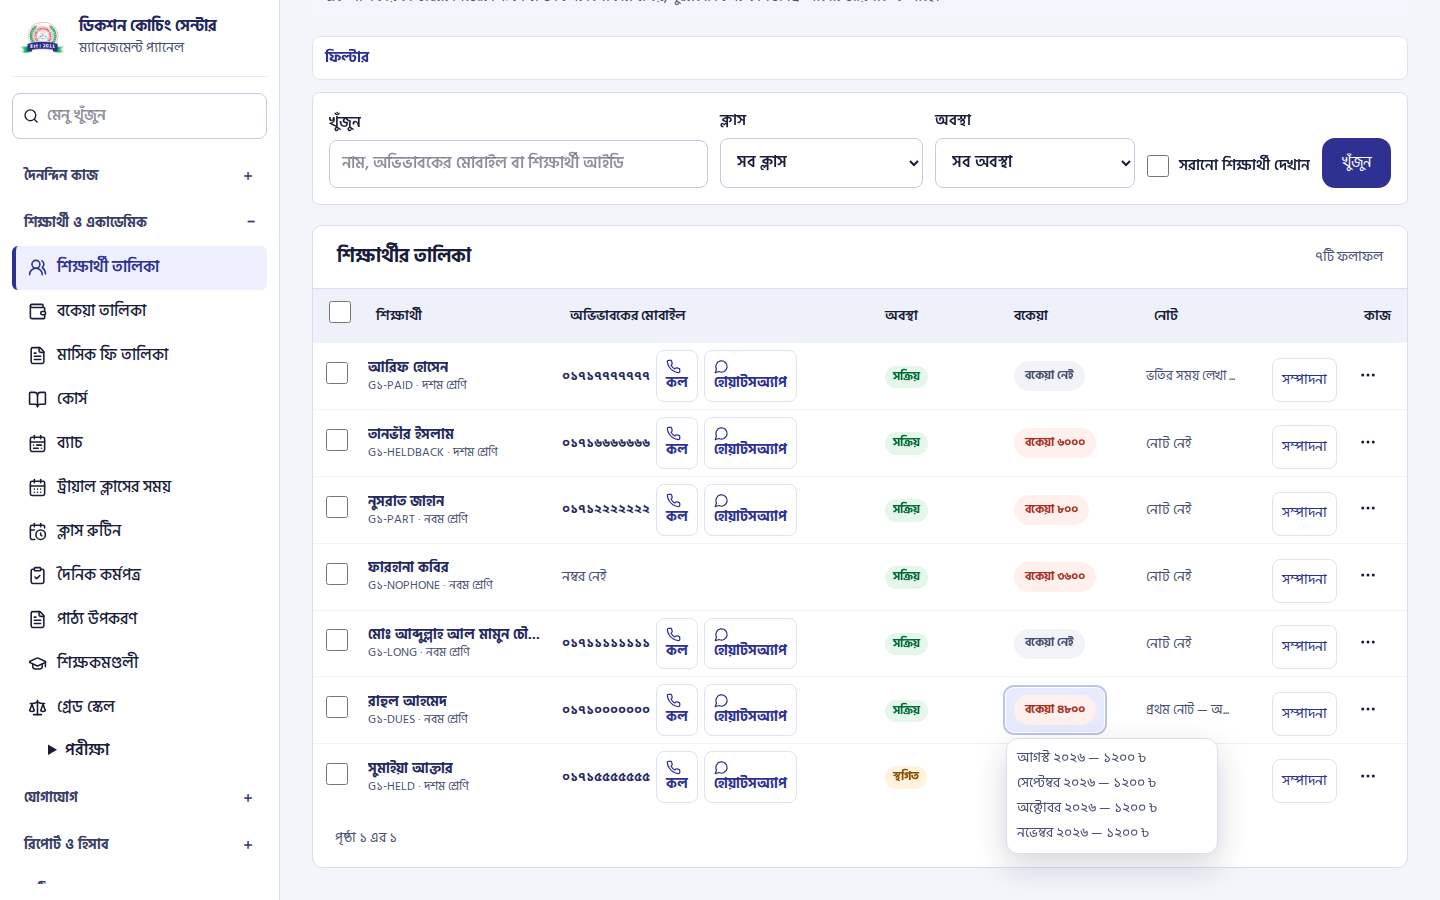 ডিকশন কোচিং সেন্টার
ম্যানেজমেন্ট প্যানেল
Est : 2011
মেনু খুঁজুন
দৈনন্দিন কাজ +
শিক্ষার্থী ও একাডেমিক −
শিক্ষার্থী তালিকা
বকেয়া তালিকা
মাসিক ফি তালিকা
কোর্স
ব্যাচ
ট্রায়াল ক্লাসের সময়
ক্লাস রুটিন
দৈনিক কর্মপত্র
পাঠ্য উপকরণ
শিক্ষকমণ্ডলী
গ্রেড স্কেল
পরীক্ষা
যোগাযোগ +
রিপোর্ট ও হিসাব +
ফিল্টার
খুঁজুন ক্লাস অবস্থা
নাম, অভিভাবকের মোবাইল বা শিক্ষার্থী আইডি সব ক্লাস সব অবস্থা সরানো শিক্ষার্থী দেখান খুঁজুন
শিক্ষার্থীর তালিকা ৭টি ফলাফল
শিক্ষার্থী অভিভাবকের মোবাইল অবস্থা বকেয়া নোট কাজ
আরিফ হোসেন
G১-PAID · দশম শ্রেণি
০১৭১৭৭৭৭৭৭৭ কল হোয়াটসঅ্যাপ সক্রিয় বকেয়া নেই ভর্তির সময় লেখা ... সম্পাদনা ...
তানভীর ইসলাম
G১-HELDBACK · দশম শ্রেণি
০১৭১৬৬৬৬৬৬৬ কল হোয়াটসঅ্যাপ সক্রিয় বকেয়া ৬০০০ নোট নেই সম্পাদনা ...
নুসরাত জাহান
G১-PART · নবম শ্রেণি
০১৭১২২২২২২২ কল হোয়াটসঅ্যাপ সক্রিয় বকেয়া ৮০০ নোট নেই সম্পাদনা ...
ফারহানা কবির
G১-NOPHONE · নবম শ্রেণি
নম্বর নেই সক্রিয় বকেয়া ৩৬০০ নোট নেই সম্পাদনা ...
মোঃ আব্দুল্লাহ আল মামুন চৌ...
G১-LONG · নবম শ্রেণি
০১৭১১১১১১১১ কল হোয়াটসঅ্যাপ সক্রিয় বকেয়া নেই নোট নেই সম্পাদনা ...
রাহুল আহমেদ
G১-DUES · নবম শ্রেণি
০১৭১০০০০০০০ কল হোয়াটসঅ্যাপ সক্রিয় বকেয়া ৪৮০০ প্রথম নোট — অ... সম্পাদনা ...
সুমাইয়া আক্তার
G১-HELD · দশম শ্রেণি
০১৭১৫৫৫৫৫৫৫ কল হোয়াটসঅ্যাপ স্থগিত সম্পাদনা ...
আগস্ট ২০২৬ — ১২০০ ৳
সেপ্টেম্বর ২০২৬ — ১২০০ ৳
অক্টোবর ২০২৬ — ১২০০ ৳
নভেম্বর ২০২৬ — ১২০০ ৳
পৃষ্ঠা ১ এর ১